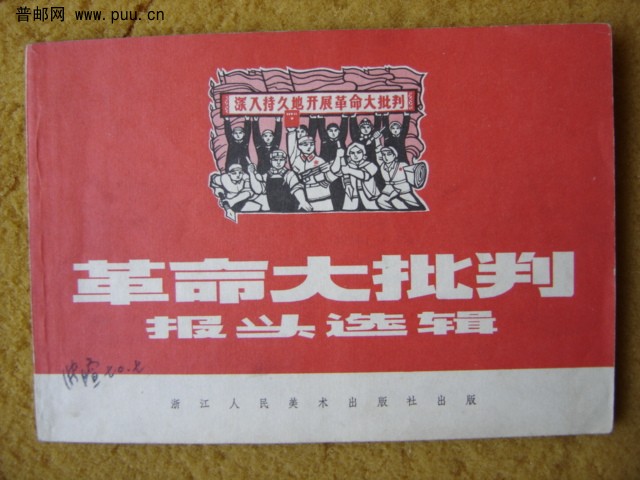 普邮网 www.puu.cn
深入持久地开展革命大批判
革命大批判
报头选辑
70.2
浙江人民美术出版社出版